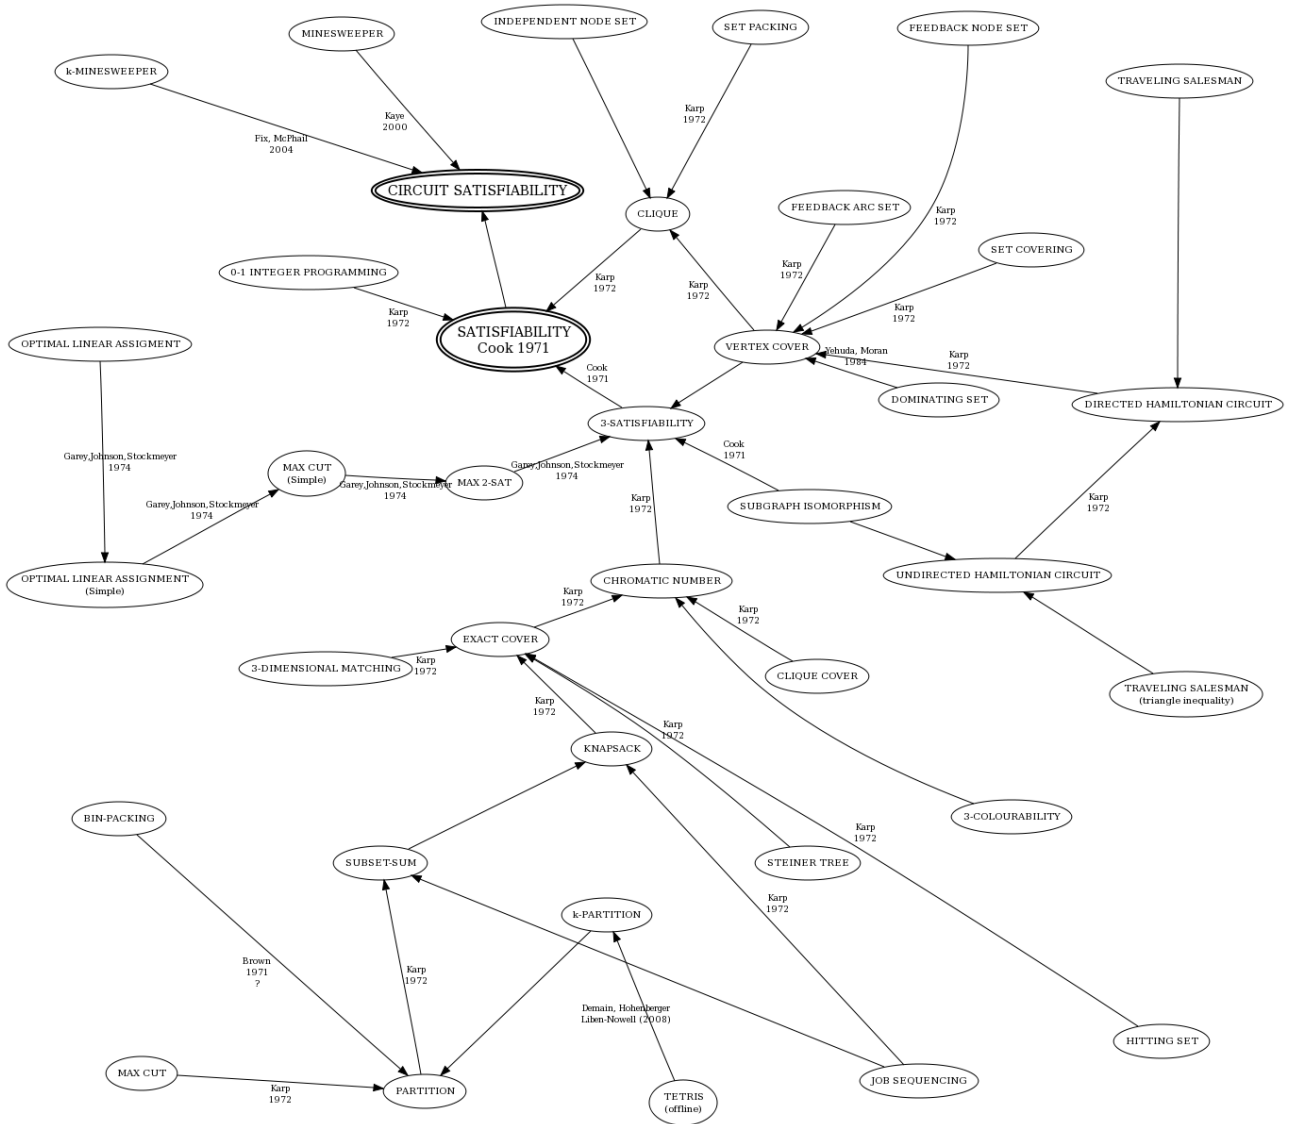 INDEPENDENT NODE SET
SET PACKING
FEEDBACK NODE SET
MINESWEEPER
k-MINESWEEPER
TRAVELING SALESMAN
Karp
1972
Kaye
2000
Fix, McPhail
2004
CIRCUIT SATISFIABILITY
CLIQUE
FEEDBACK ARC SET
Karp
1972
SET COVERING
0-1 INTEGER PROGRAMMING
Karp
1972
Karp
1972
Karp
1972
Karp
1972
Karp
1972
SATISFIABILITY
Cook 1971
OPTIMAL LINEAR ASSIGMENT
VERTEX COVER
Yehuda, Moran
1984
Karp
1972
Cook
1971
DOMINATING SET
DIRECTED HAMILTONIAN CIRCUIT
3-SATISFIABILITY
Garey,Johnson,Stockmeyer
1974
MAX CUT
(Simple)
Garey,Johnson,Stockmeyer
1974
MAX 2-SAT
Garey,Johnson,Stockmeyer
1974
Cook
1971
Garey,Johnson,Stockmeyer
1974
Karp
1972
SUBGRAPH ISOMORPHISM
Karp
1972
OPTIMAL LINEAR ASSIGNMENT
(Simple)
CHROMATIC NUMBER
UNDIRECTED HAMILTONIAN CIRCUIT
Karp
1972
Karp
1972
EXACT COVER
3-DIMENSIONAL MATCHING
Karp
1972
CLIQUE COVER
TRAVELING SALESMAN
(triangle inequality)
Karp
1972
Karp
1972
KNAPSACK
BIN-PACKING
3-COLOURABILITY
Karp
1972
SUBSET-SUM
STEINER TREE
Karp
1972
k-PARTITION
Brown
1971
?
Karp
1972
Demain, Hohenberger
Liben-Nowell (2008)
HITTING SET
MAX CUT
Karp
1972
PARTITION
JOB SEQUENCING
TETRIS
(offline)